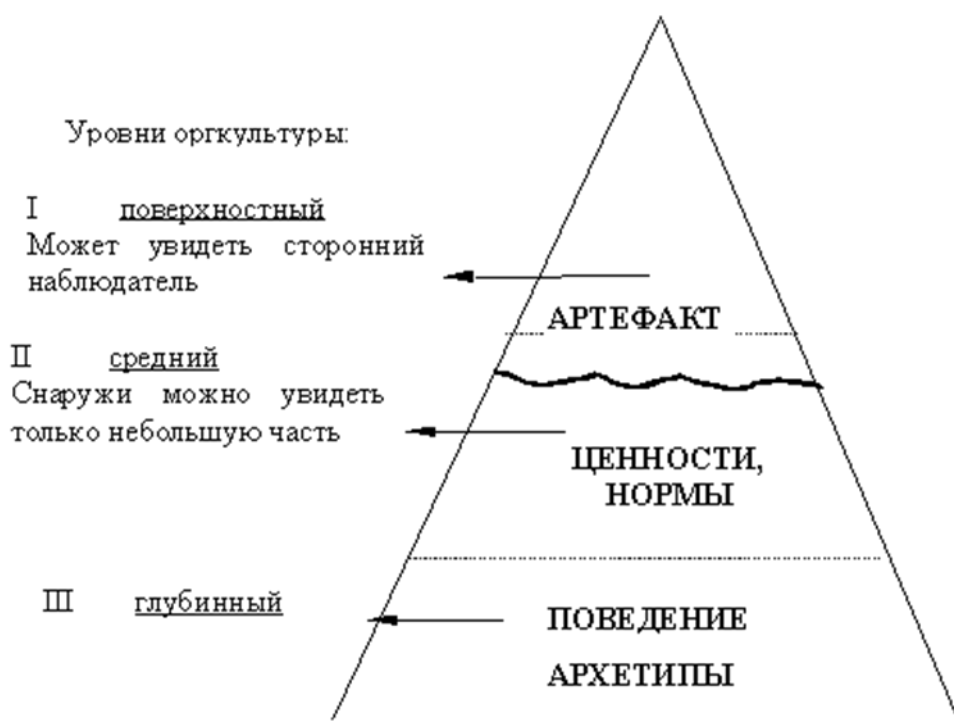 Уровни оргкультуры:
I поверхностный
Может увидеть сторонний
наблюдатель
АРТЕФАКТ
II средний
Снаружи можно увидеть
только небольшую часть
ЦЕННОСТИ,
НОРМЫ
III глубинный
ПОВЕДЕНИЕ
АРХЕТИПЫ